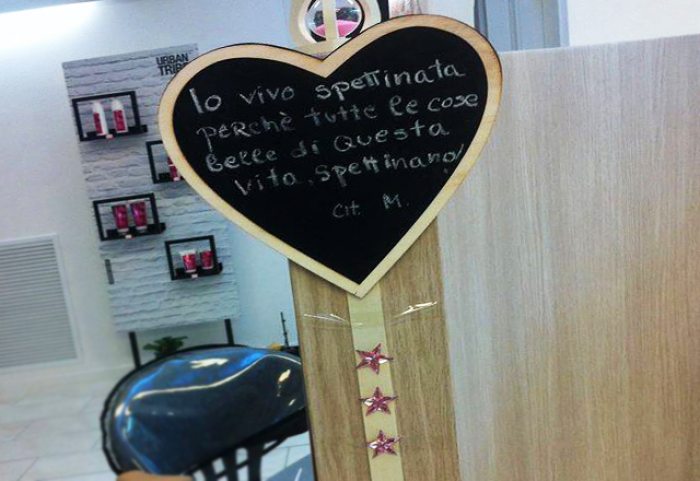 URBAN
TRIBE
Io vivo spettinata
perchè tutte le cose
belle di Questa
vita, spettinano!
cit. M.